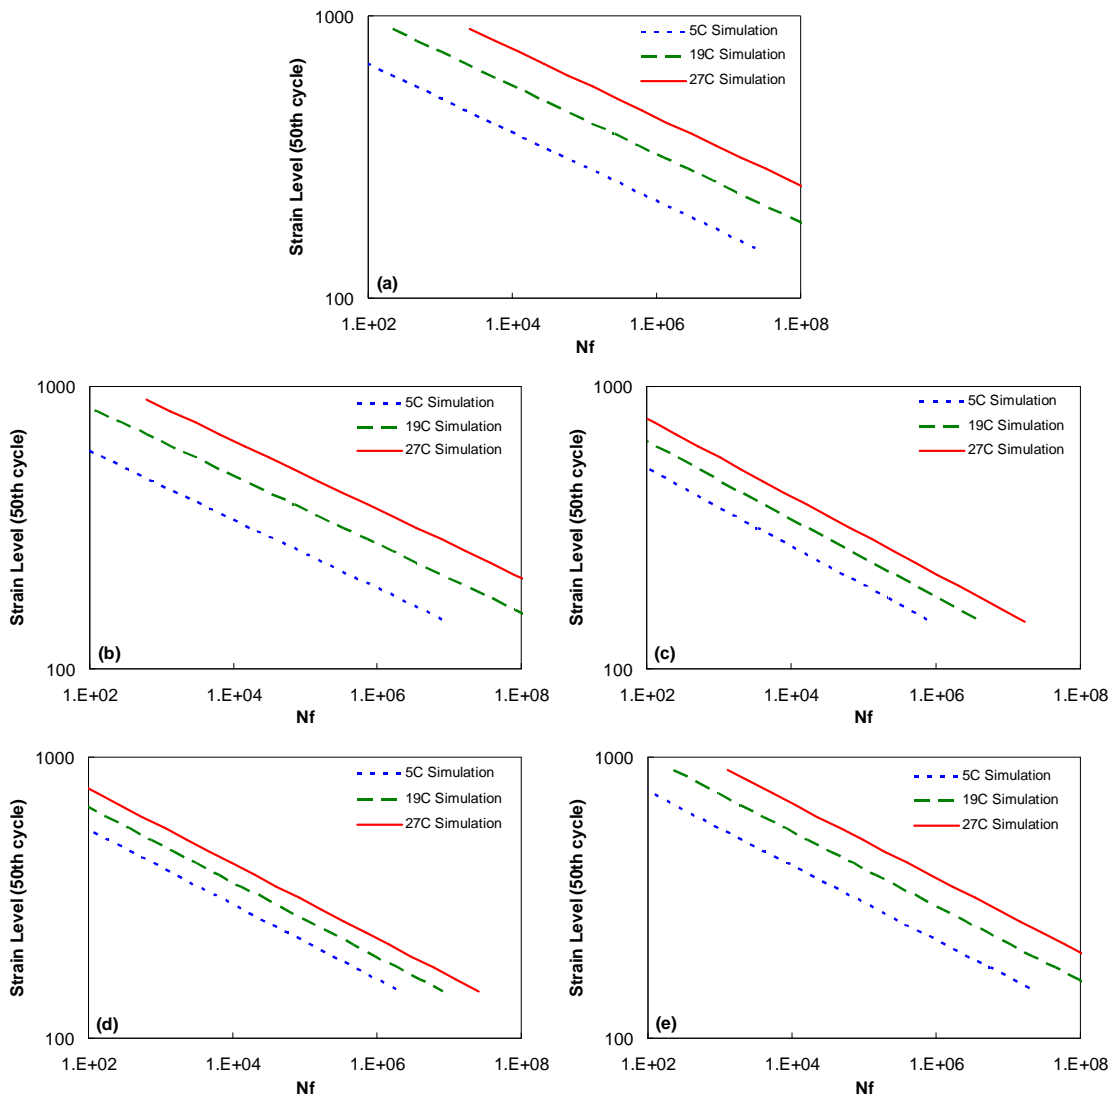 1000
5C Simulation
19C Simulation
27C Simulation
Strain Level (50th cycle)
(a)
100
1.E+02 1.E+04 1.E+06 1.E+08
Nf
1000
5C Simulation
19C Simulation
27C Simulation
Strain Level (50th cycle)
(b)
100
1.E+02 1.E+04 1.E+06 1.E+08
Nf
1000
5C Simulation
19C Simulation
27C Simulation
Strain Level (50th cycle)
(c)
100
1.E+02 1.E+04 1.E+06 1.E+08
Nf
1000
5C Simulation
19C Simulation
27C Simulation
Strain Level (50th cycle)
(d)
100
1.E+02 1.E+04 1.E+06 1.E+08
Nf
1000
5C Simulation
19C Simulation
27C Simulation
Strain Level (50th cycle)
(e)
100
1.E+02 1.E+04 1.E+06 1.E+08
Nf